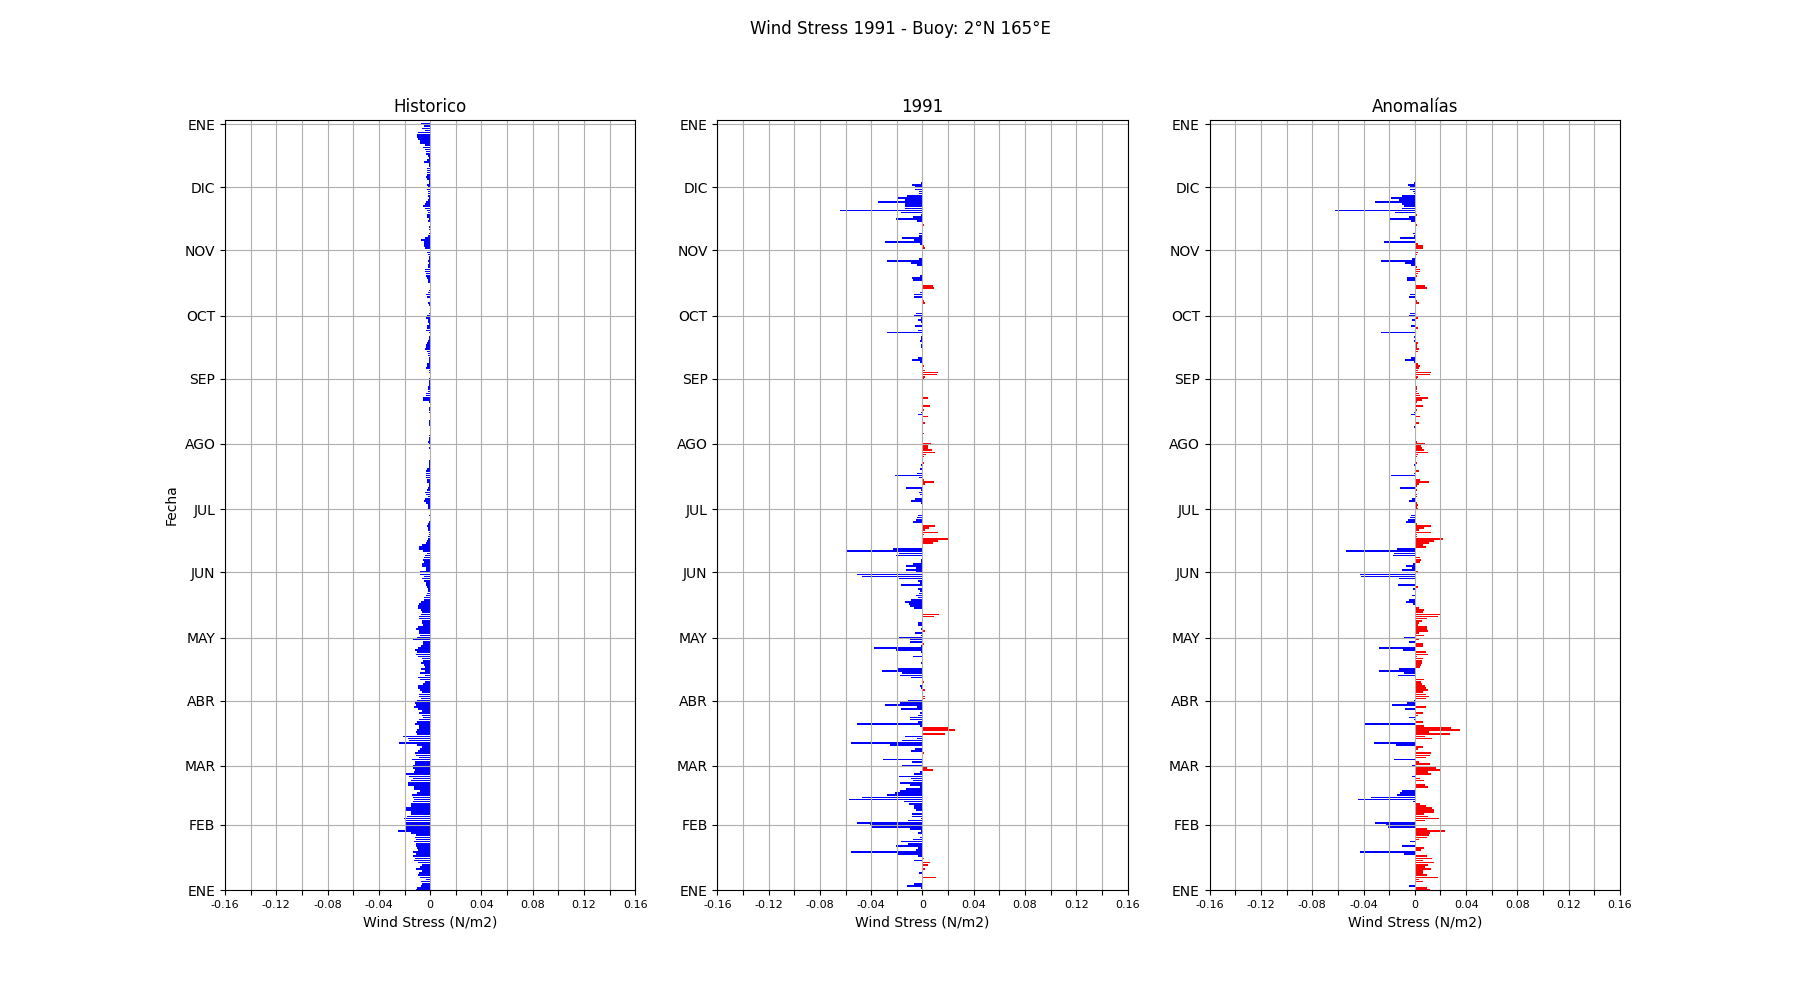 Wind Stress 1991 - Buoy: 2°N 165°E
Historico
ENE
DIC
NOV
OCT
SEP
AGO
JUL
JUN
MAY
ABR
MAR
FEB
ENE
Fecha
-0.16 -0.12 -0.08 -0.04 0 0.04 0.08 0.12 0.16
Wind Stress (N/m2)
1991
ENE
DIC
NOV
OCT
SEP
AGO
JUL
JUN
MAY
ABR
MAR
FEB
ENE
-0.16 -0.12 -0.08 -0.04 0 0.04 0.08 0.12 0.16
Wind Stress (N/m2)
Anomalías
ENE
DIC
NOV
OCT
SEP
AGO
JUL
JUN
MAY
ABR
MAR
FEB
ENE
-0.16 -0.12 -0.08 -0.04 0 0.04 0.08 0.12 0.16
Wind Stress (N/m2)